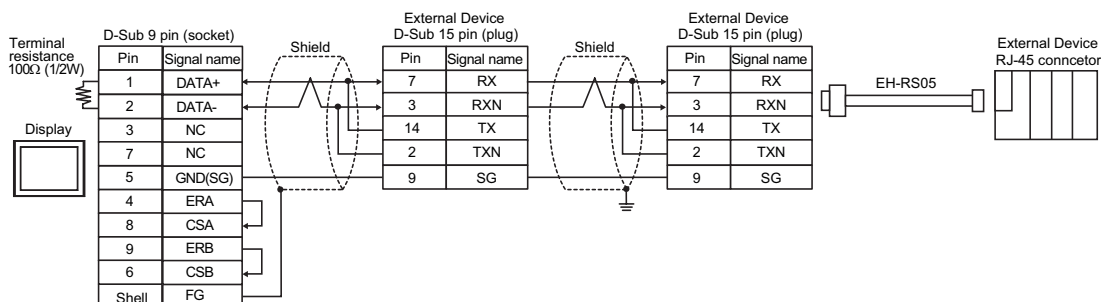 Terminal
resistance
100Ω (1/2W)
Display
D-Sub 9 pin (socket)
Pin Signal name
1 DATA+
2 DATA-
3 NC
7 NC
5 GND(SG)
4 ERA
8 CSA
9 ERB
6 CSB
Shell FG
Shield
External Device
D-Sub 15 pin (plug)
Pin Signal name
7 RX
3 RXN
14 TX
2 TXN
9 SG
Shield
External Device
D-Sub 15 pin (plug)
Pin Signal name
7 RX
3 RXN
14 TX
2 TXN
9 SG
EH-RS05
External Device
RJ-45 conncetor